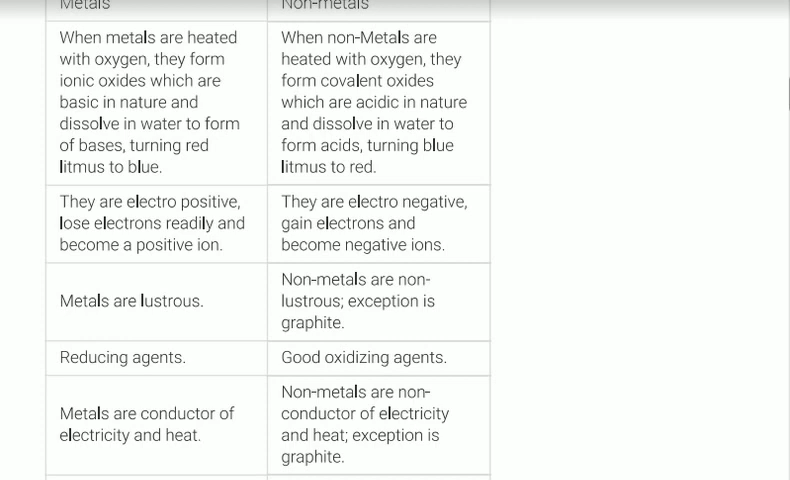 Metals
Non-metals
When metals are heated
with oxygen, they form
ionic oxides which are
basic in nature and
dissolve in water to form
of bases, turning red
litmus to blue.
When non-Metals are
heated with oxygen, they
form covalent oxides
which are acidic in nature
and dissolve in water to
form acids, turning blue
litmus to red.
They are electro positive,
lose electrons readily and
become a positive ion.
They are electro negative,
gain electrons and
become negative ions.
Metals are lustrous.
Non-metals are non-
lustrous; exception is
graphite.
Reducing agents.
Good oxidizing agents.
Metals are conductor of
electricity and heat.
Non-metals are non-
conductor of electricity
and heat; exception is
graphite.